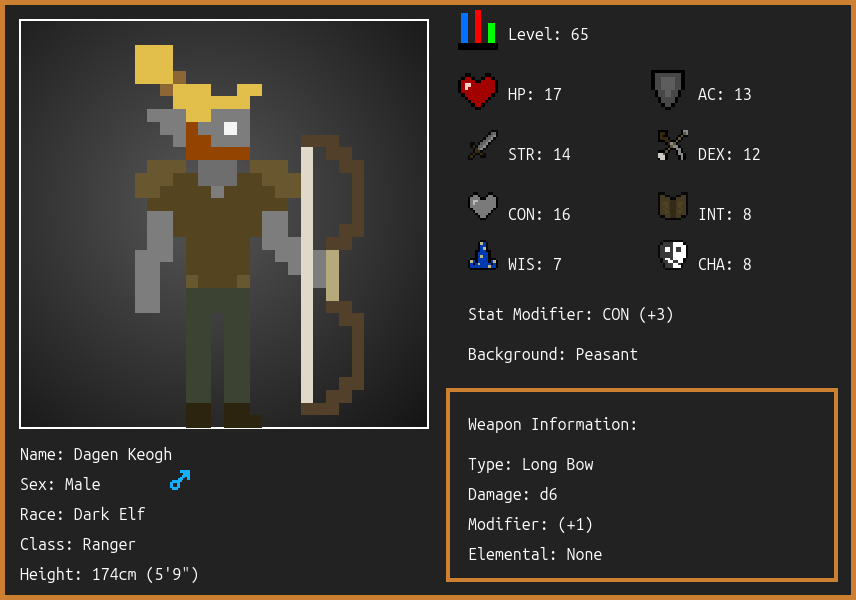 Level: 65
HP: 17
AC: 13
STR: 14
DEX: 12
CON: 16
INT: 8
WIS: 7
CHA: 8
Stat Modifier: CON (+3)
Background: Peasant
Weapon Information:
Type: Long Bow
Damage: d6
Modifier: (+1)
Elemental: None
Name: Dagen Keogh
Sex: Male
Race: Dark Elf
Class: Ranger
Height: 174cm (5'9")